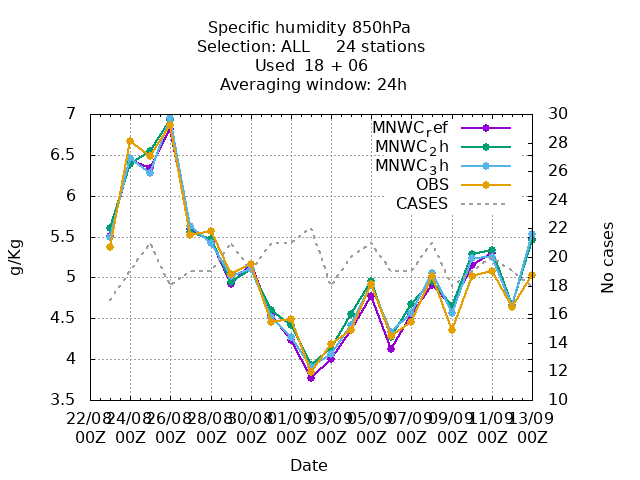 Specific humidity 850hPa
Selection: ALL 24 stations
Used 18 + 06
Averaging window: 24h
7
6.5
6
5.5
5
4.5
4
3.5
g/Kg
30
28
26
24
22
20
18
16
14
12
10
No cases
MNWC_ref
MNWC_2h
MNWC_3h
OBS
CASES
22/08 24/08 26/08 28/08 30/08 01/09 03/09 05/09 07/09 09/09 11/09 13/09
00Z 00Z 00Z 00Z 00Z 00Z 00Z 00Z 00Z 00Z 00Z 00Z
Date